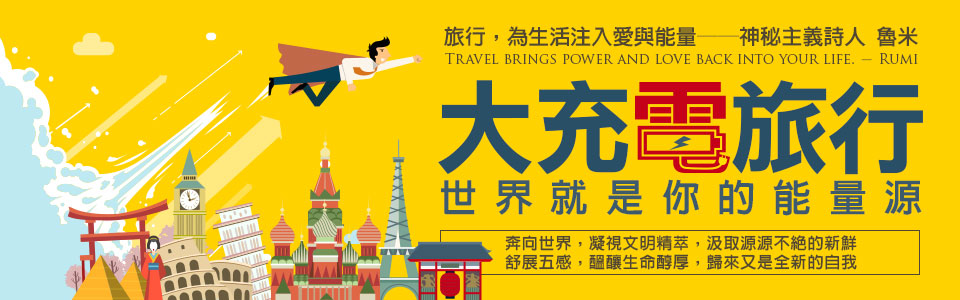 旅行，為生活注入愛與能量──神秘主義詩人 魯米
TRAVEL BRINGS POWER AND LOVE BACK INTO YOUR LIFE. － RUMI
大充電旅行
世界就是你的能量源
奔向世界，凝視文明精萃，汲取源源不絕的新鮮
舒展五感，醞釀生命醇厚，歸來又是全新的自我